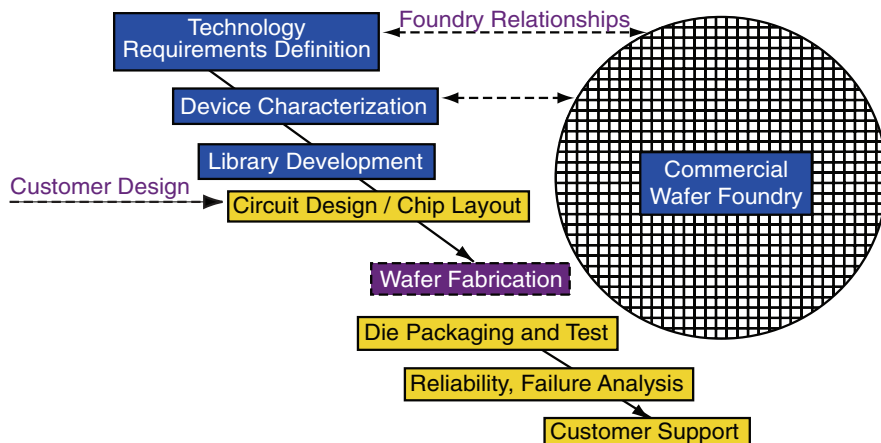 Technology
Requirements Definition
Foundry Relationships
Device Characterization
Library Development
Commercial
Wafer Foundry
Customer Design
Circuit Design / Chip Layout
Wafer Fabrication
Die Packaging and Test
Reliability, Failure Analysis
Customer Support